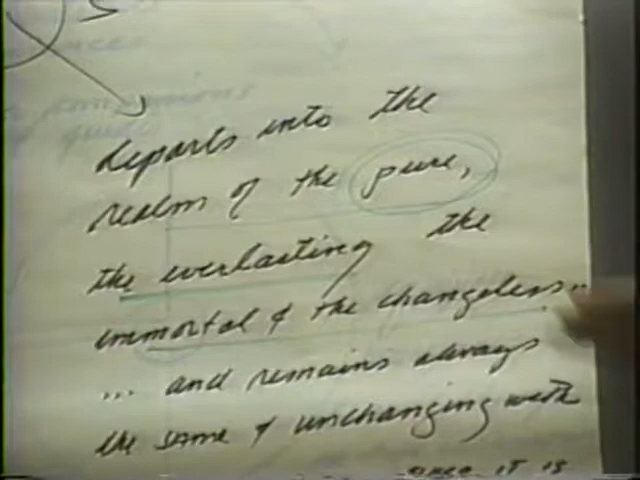 departs into the
realm of the pure,
the everlasting the
immortal & the changeless..
... and remains always
the same & unchanging with